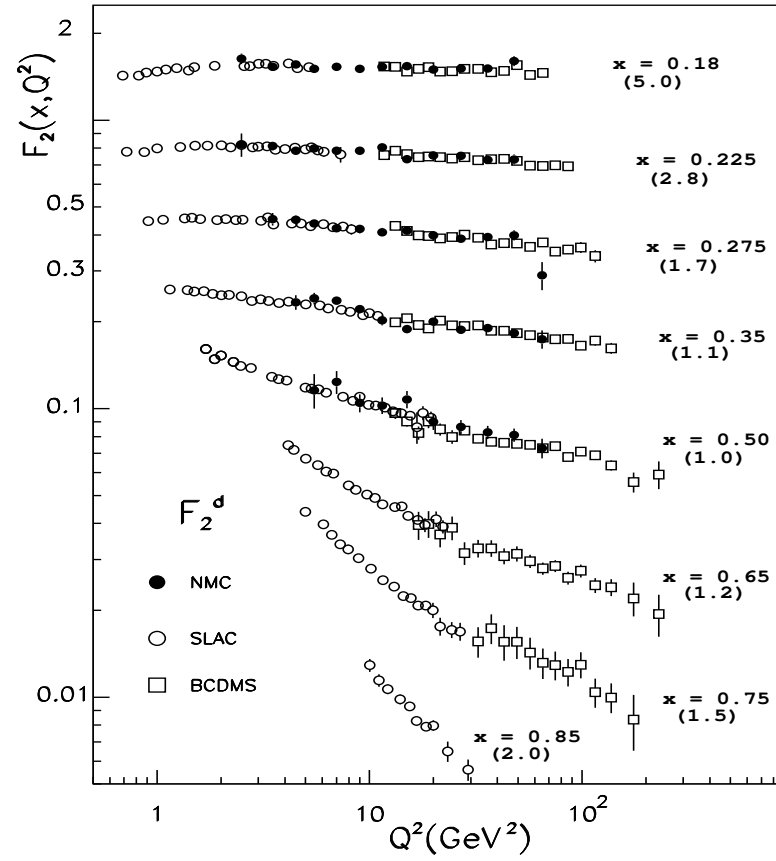 F₂(x,Q²)
2
0.5
0.3
0.1
0.01
x = 0.18
(5.0)
x = 0.225
(2.8)
x = 0.275
(1.7)
x = 0.35
(1.1)
x = 0.50
(1.0)
x = 0.65
(1.2)
x = 0.75
(1.5)
x = 0.85
(2.0)
F₂ᵈ
NMC
SLAC
BCDMS
1
10
10²
Q²(GeV²)